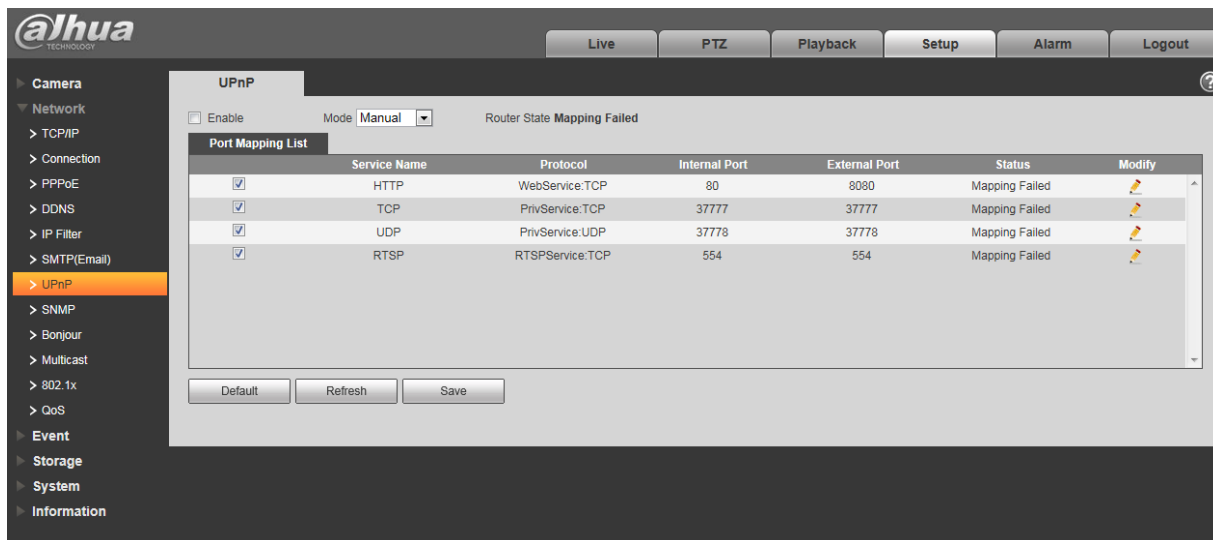 alhua
TECHNOLOGY
Live PTZ Playback Setup Alarm Logout
Camera
Network
> TCP/IP
> Connection
> PPPoE
> DDNS
> IP Filter
> SMTP(Email)
> UPnP
> SNMP
> Bonjour
> Multicast
> 802.1x
> QoS
Event
Storage
System
Information
UPnP
?
Enable Mode Manual Router State Mapping Failed
Port Mapping List
Service Name Protocol Internal Port External Port Status Modify
HTTP WebService:TCP 80 8080 Mapping Failed
TCP PrivService:TCP 37777 37777 Mapping Failed
UDP PrivService:UDP 37778 37778 Mapping Failed
RTSP RTSPService:TCP 554 554 Mapping Failed
Default Refresh Save